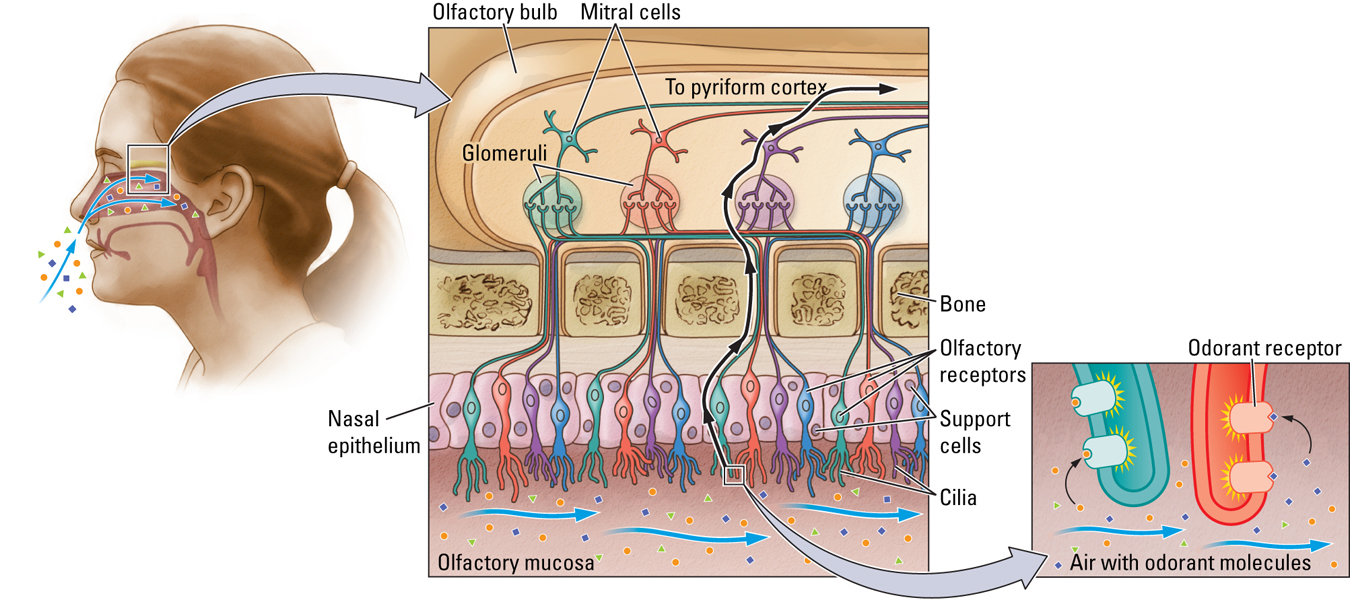 Olfactory bulb
Mitral cells
To pyriform cortex
Glomeruli
Bone
Olfactory
receptors
Odorant receptor
Nasal
epithelium
Support
cells
Cilia
Olfactory mucosa
Air with odorant molecules